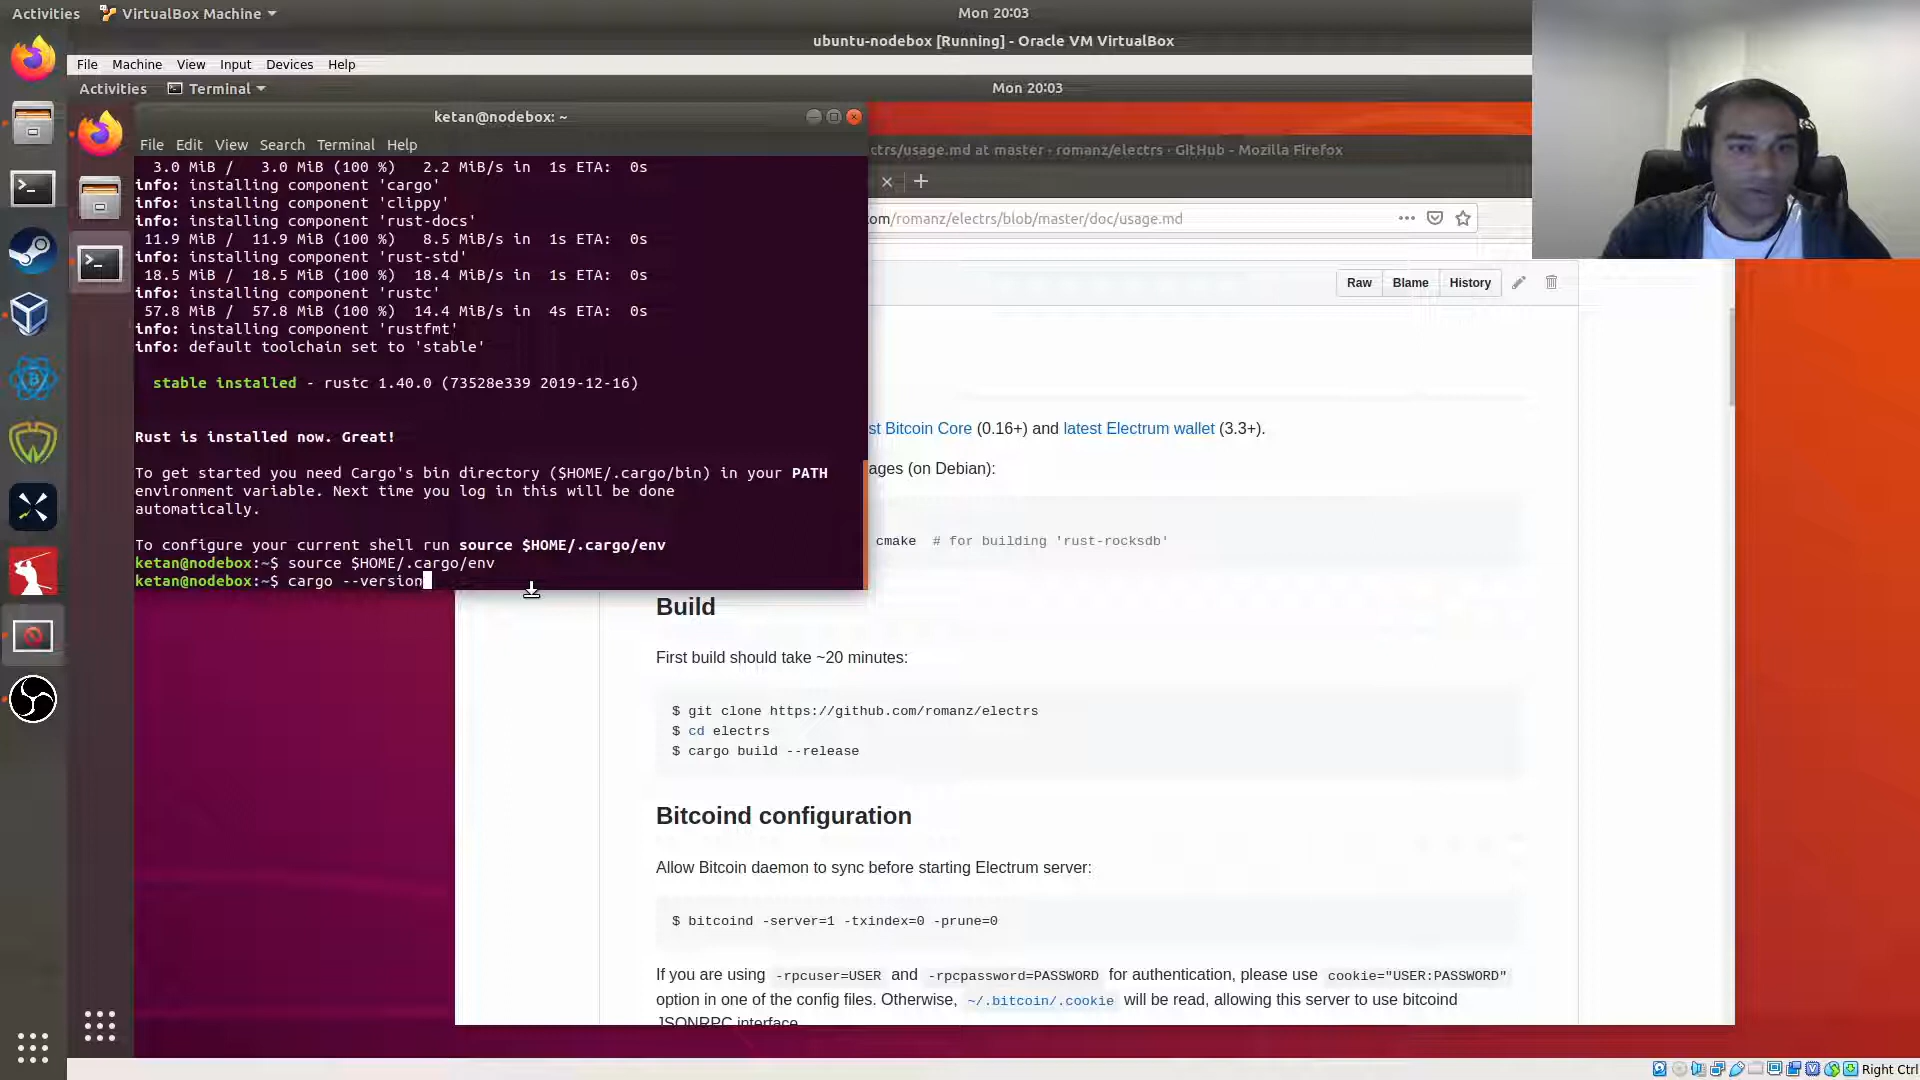 Activities
VirtualBox Machine
Mon 20:03
ubuntu-nodebox [Running] - Oracle VM VirtualBox
File Machine View Input Devices Help
Activities
Terminal
Mon 20:03
ketan@nodebox: ~
File Edit View Search Terminal Help
3.0 MiB / 3.0 MiB (100 %) 2.2 MiB/s in 1s ETA: 0s
info: installing component 'cargo'
info: installing component 'clippy'
info: installing component 'rust-docs'
11.9 MiB / 11.9 MiB (100 %) 8.5 MiB/s in 1s ETA: 0s
info: installing component 'rust-std'
18.5 MiB / 18.5 MiB (100 %) 18.4 MiB/s in 1s ETA: 0s
info: installing component 'rustc'
57.8 MiB / 57.8 MiB (100 %) 14.4 MiB/s in 4s ETA: 0s
info: installing component 'rustfmt'
info: default toolchain set to 'stable'
stable installed - rustc 1.40.0 (73528e339 2019-12-16)
Rust is installed now. Great!
To get started you need Cargo's bin directory ($HOME/.cargo/bin) in your PATH
environment variable. Next time you log in this will be done
automatically.
To configure your current shell run source $HOME/.cargo/env
ketan@nodebox:~$ source $HOME/.cargo/env
ketan@nodebox:~$ cargo --version
ctrs/usage.md at master · romanz/electrs · GitHub - Mozilla Firefox
om/romanz/electrs/blob/master/doc/usage.md
Raw Blame History
st Bitcoin Core (0.16+) and latest Electrum wallet (3.3+).
ages (on Debian):
cmake # for building 'rust-rocksdb'
Build
First build should take ~20 minutes:
$ git clone https://github.com/romanz/electrs
$ cd electrs
$ cargo build --release
Bitcoind configuration
Allow Bitcoin daemon to sync before starting Electrum server:
$ bitcoind -server=1 -txindex=0 -prune=0
If you are using -rpcuser=USER and -rpcpassword=PASSWORD for authentication, please use cookie="USER:PASSWORD"
option in one of the config files. Otherwise, ~/.bitcoin/.cookie will be read, allowing this server to use bitcoind
JSONRPC interface.
Right Ctrl